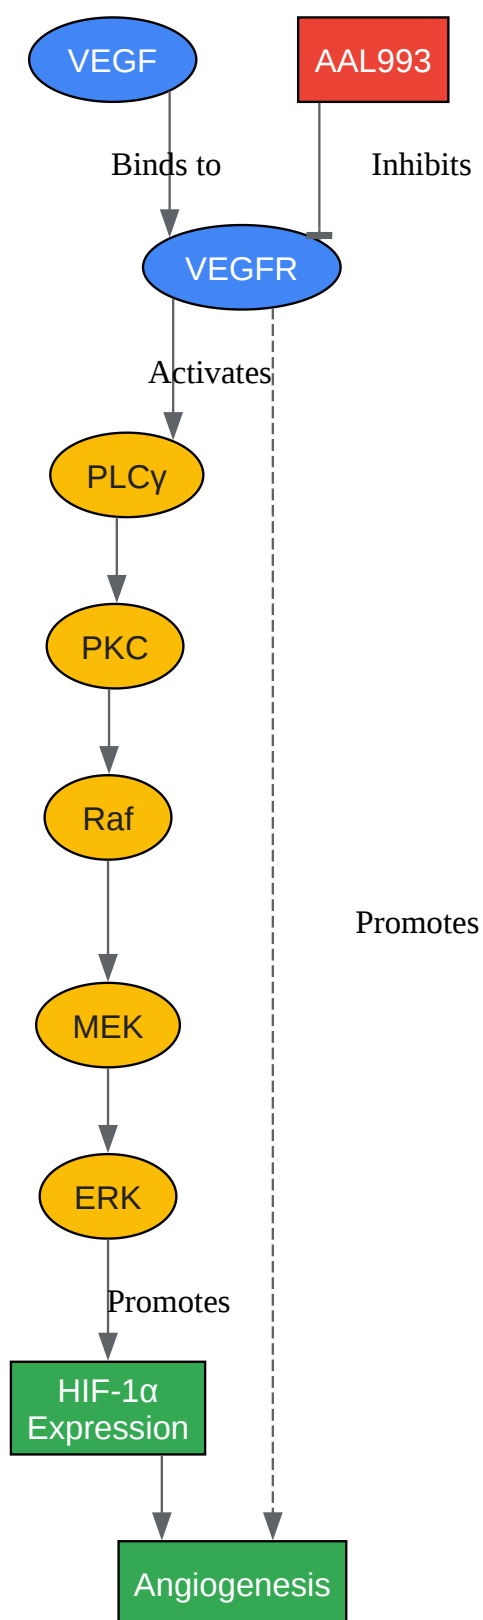 VEGF
AAL993
Binds to
Inhibits
VEGFR
Activates
PLCγ
PKC
Raf
Promotes
MEK
ERK
Promotes
HIF-1α
Expression
Angiogenesis